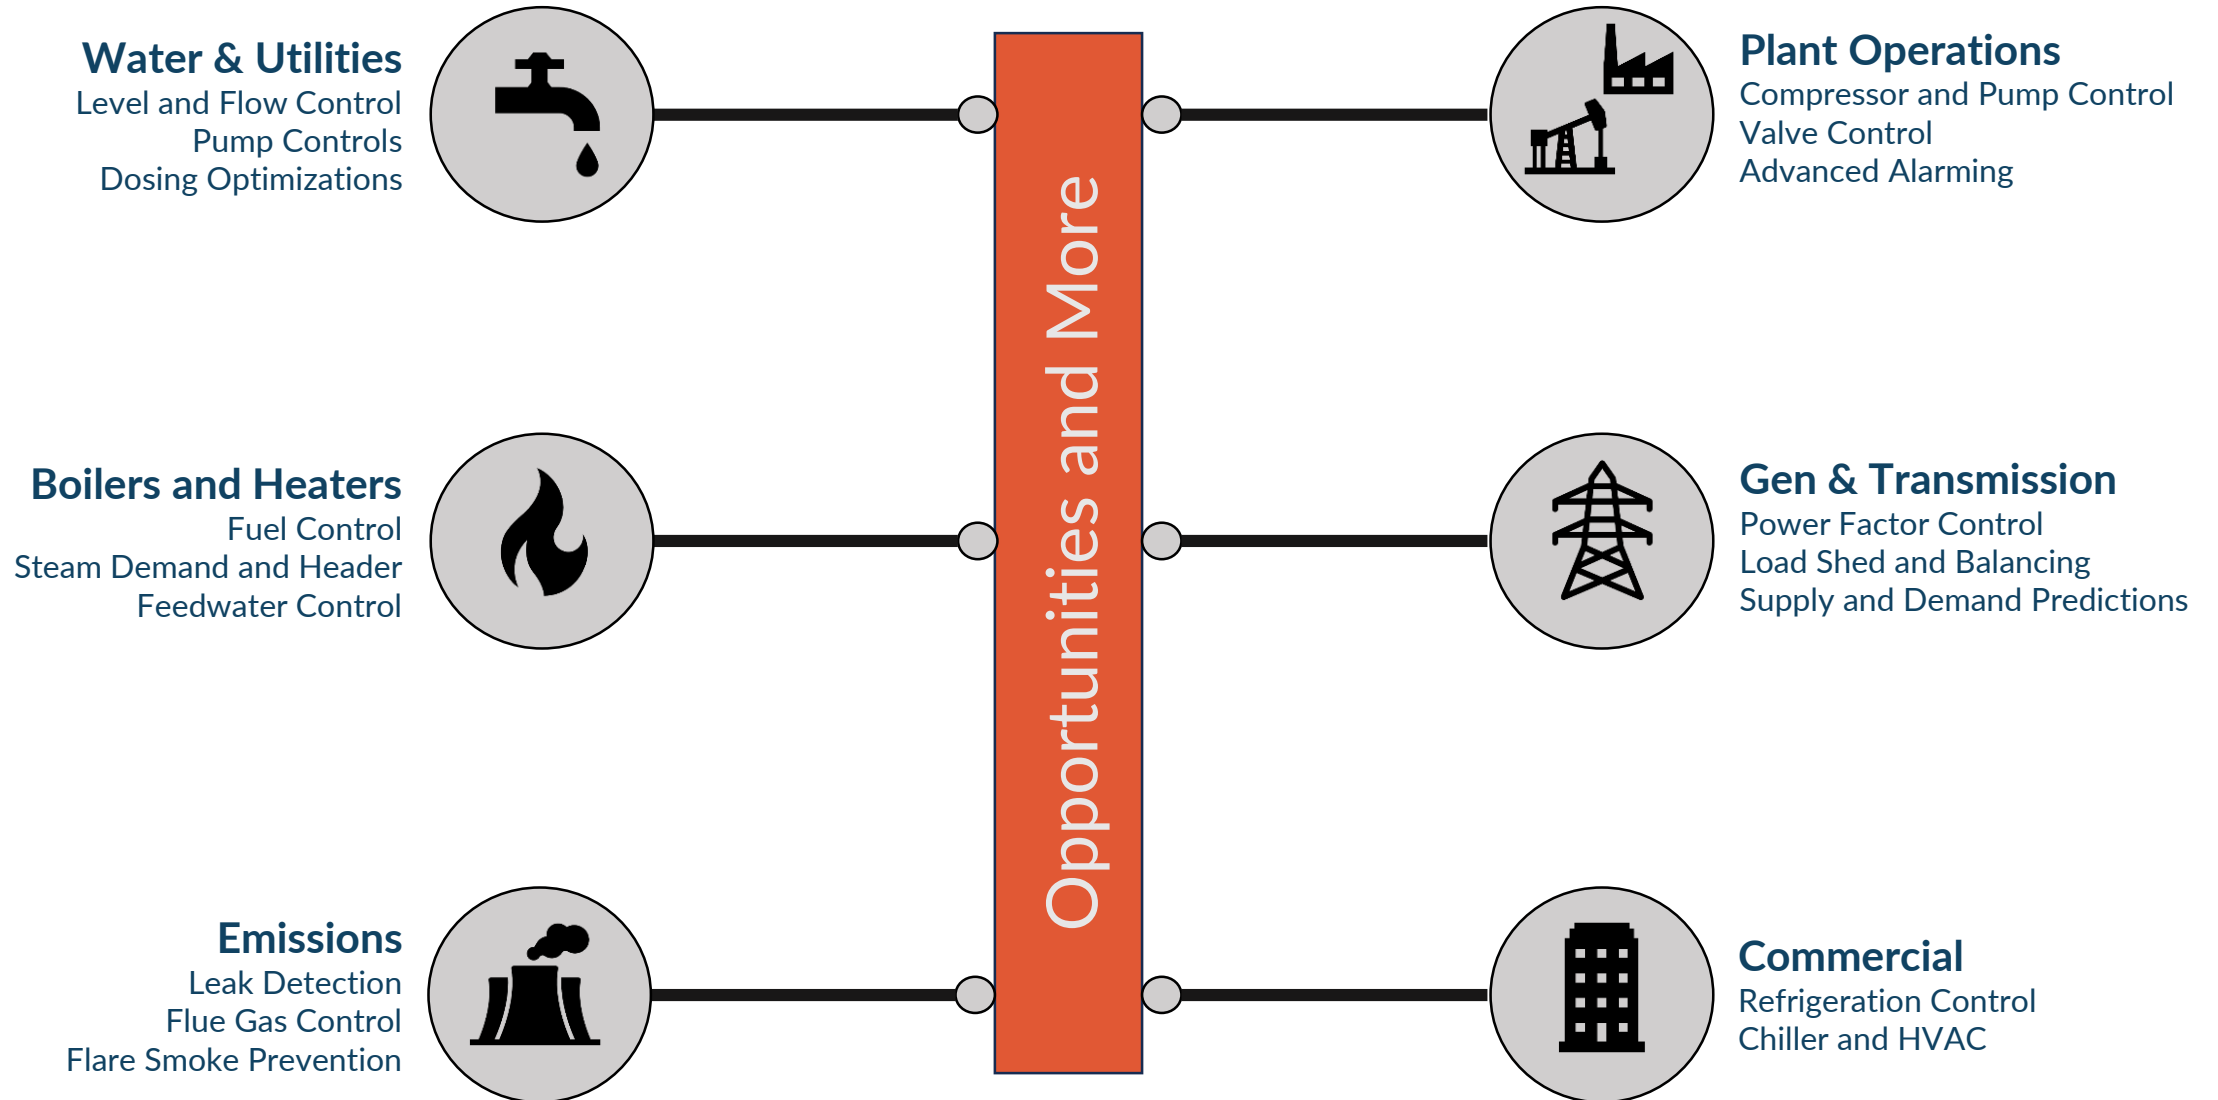 Water & Utilities
Level and Flow Control
Pump Controls
Dosing Optimizations
Boilers and Heaters
Fuel Control
Steam Demand and Header
Feedwater Control
Emissions
Leak Detection
Flue Gas Control
Flare Smoke Prevention
Opportunities and More
Plant Operations
Compressor and Pump Control
Valve Control
Advanced Alarming
Gen & Transmission
Power Factor Control
Load Shed and Balancing
Supply and Demand Predictions
Commercial
Refrigeration Control
Chiller and HVAC